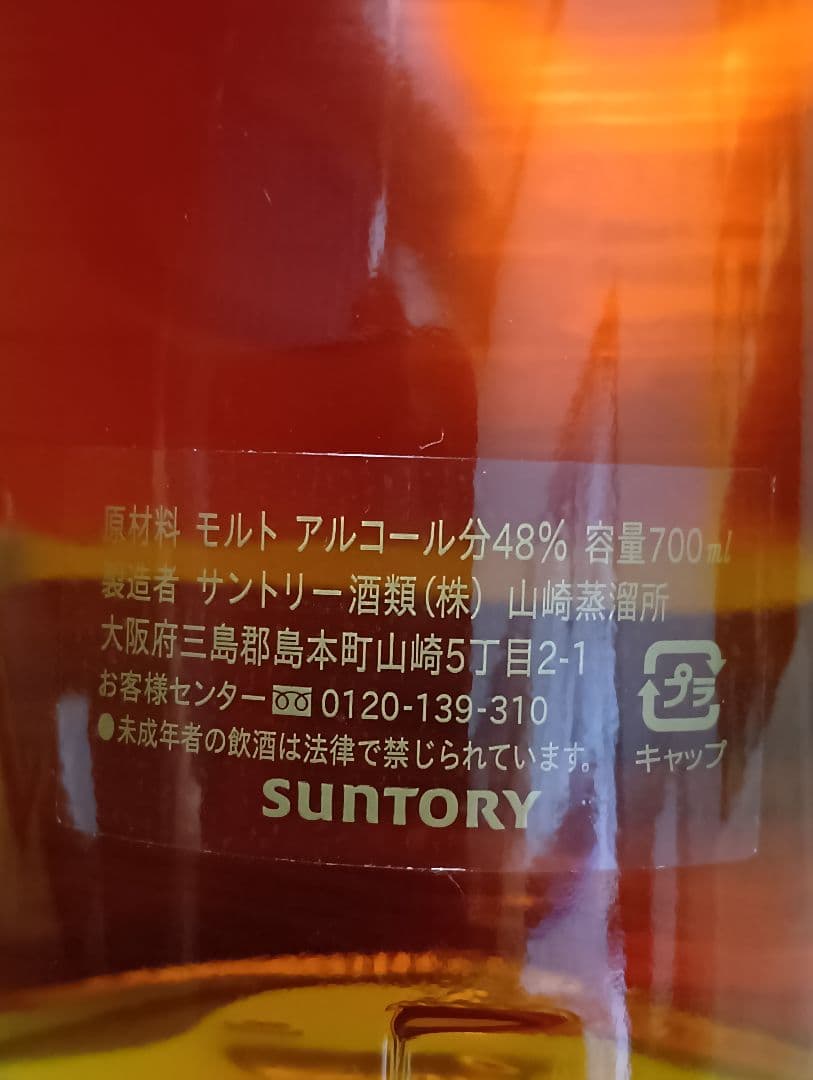 原材料 モルト アルコール分48% 容量700ml
製造者 サントリー酒類(株) 山崎蒸溜所
大阪府三島郡島本町山崎5丁目2-1
お客様センター 0120-139-310
●未成年者の飲酒は法律で禁じられています。
プラ
キャップ
SUNTORY